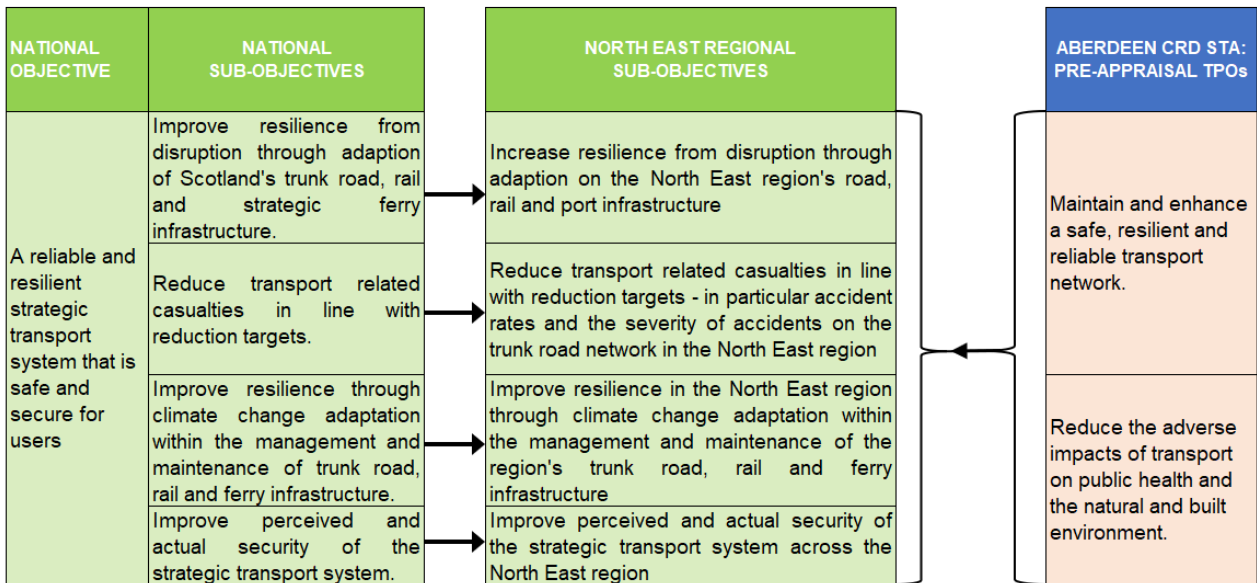 NATIONAL
OBJECTIVE
NATIONAL
SUB-OBJECTIVES
NORTH EAST REGIONAL
SUB-OBJECTIVES
ABERDEEN CRD STA:
PRE-APPRAISAL TPOs
A reliable and
resilient
strategic
transport
system that is
safe and
secure for
users
Improve resilience from
disruption through adaption
of Scotland's trunk road, rail
and strategic ferry
infrastructure.
Increase resilience from disruption through
adaption on the North East region's road,
rail and port infrastructure
Reduce transport related
casualties in line with
reduction targets.
Reduce transport related casualties in line
with reduction targets - in particular accident
rates and the severity of accidents on the
trunk road network in the North East region
Improve resilience through
climate change adaptation
within the management and
maintenance of trunk road,
rail and ferry infrastructure.
Improve resilience in the North East region
through climate change adaptation within
the management and maintenance of the
region's trunk road, rail and ferry
infrastructure
Improve perceived and
actual security of the
strategic transport system.
Improve perceived and actual security of
the strategic transport system across the
North East region
Maintain and enhance
a safe, resilient and
reliable transport
network.
Reduce the adverse
impacts of transport
on public health and
the natural and built
environment.